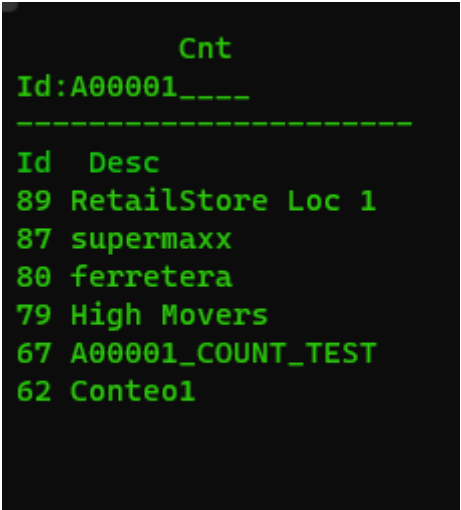 Cnt
Id:A00001____
----------------------
Id  Desc
89 RetailStore Loc 1
87 supermaxx
80 ferretera
79 High Movers
67 A00001_COUNT_TEST
62 Conteo1